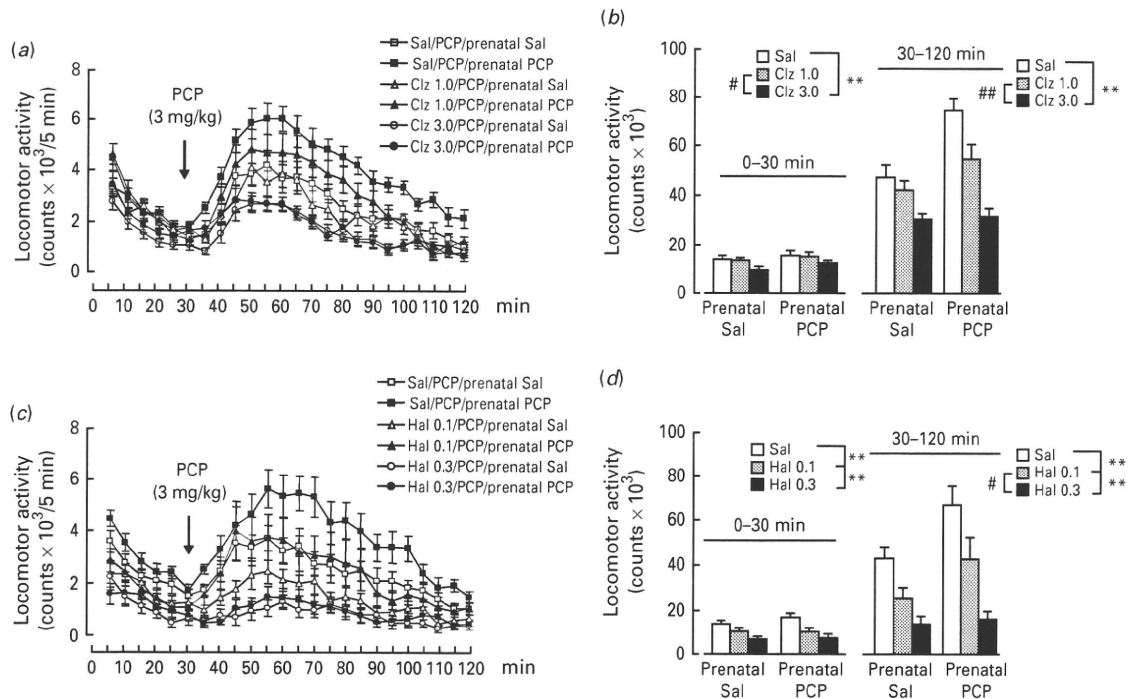 (a)
Sal/PCP/prenatal Sal
Sal/PCP/prenatal PCP
Clz 1.0/PCP/prenatal Sal
Clz 1.0/PCP/prenatal PCP
Clz 3.0/PCP/prenatal Sal
Clz 3.0/PCP/prenatal PCP
PCP
(3 mg/kg)
Locomotor activity
(counts × 10³/5 min)
8
6
4
2
0
0 10 20 30 40 50 60 70 80 90 100 110 120 min
(b)
30–120 min
Sal
Clz 1.0
Clz 3.0
# **
Sal
Clz 1.0
Clz 3.0
## **
0–30 min
Locomotor activity
(counts × 10³)
100
80
60
40
20
0
Prenatal Sal
Prenatal PCP
Prenatal Sal
Prenatal PCP
(c)
Sal/PCP/prenatal Sal
Sal/PCP/prenatal PCP
Hal 0.1/PCP/prenatal Sal
Hal 0.1/PCP/prenatal PCP
Hal 0.3/PCP/prenatal Sal
Hal 0.3/PCP/prenatal PCP
PCP
(3 mg/kg)
Locomotor activity
(counts × 10³/5 min)
8
6
4
2
0
0 10 20 30 40 50 60 70 80 90 100 110 120 min
(d)
30–120 min
Sal
Hal 0.1
Hal 0.3
**
**
Sal
Hal 0.1
Hal 0.3
# **
**
0–30 min
Locomotor activity
(counts × 10³)
100
80
60
40
20
0
Prenatal Sal
Prenatal PCP
Prenatal Sal
Prenatal PCP